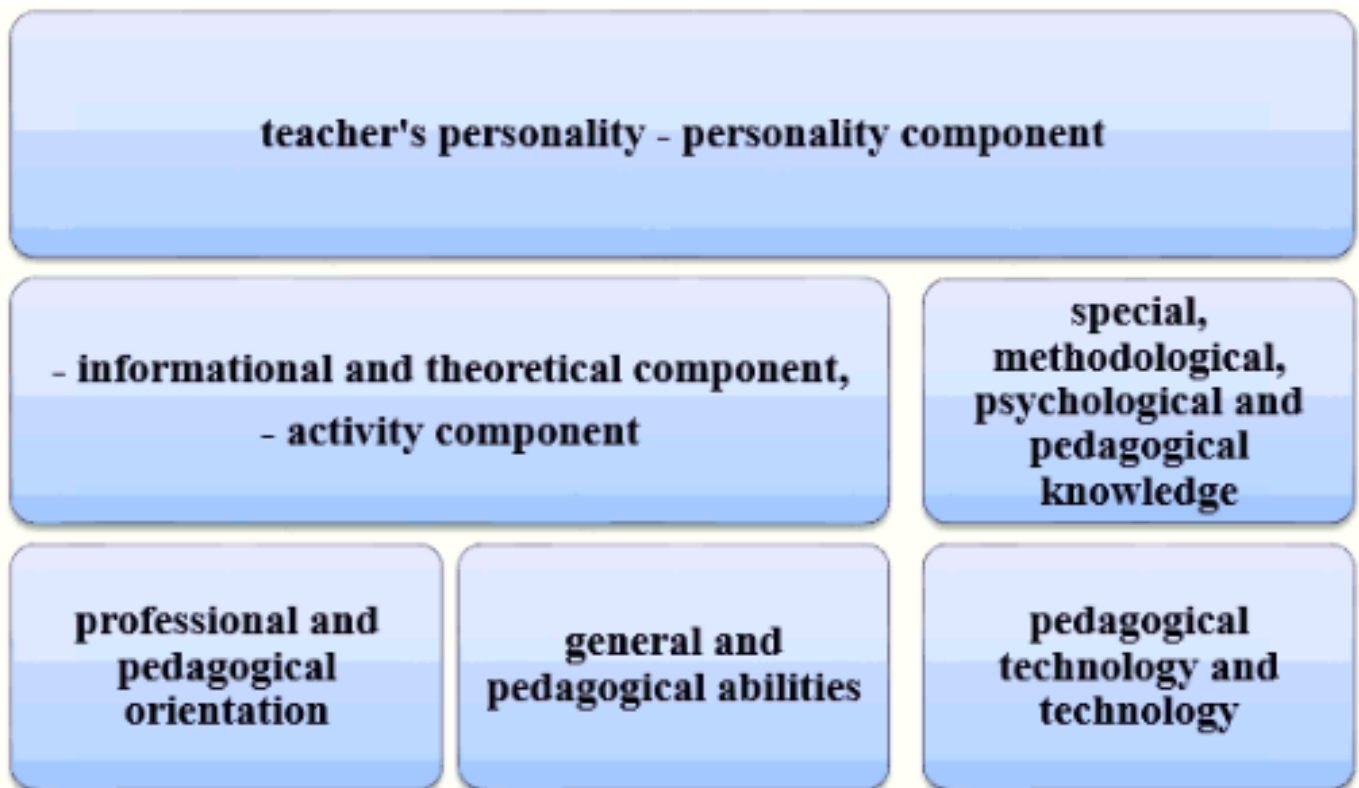 teacher's personality - personality component
- informational and theoretical component,
- activity component
special,
methodological,
psychological and
pedagogical
knowledge
professional and
pedagogical
orientation
general and
pedagogical abilities
pedagogical
technology and
technology